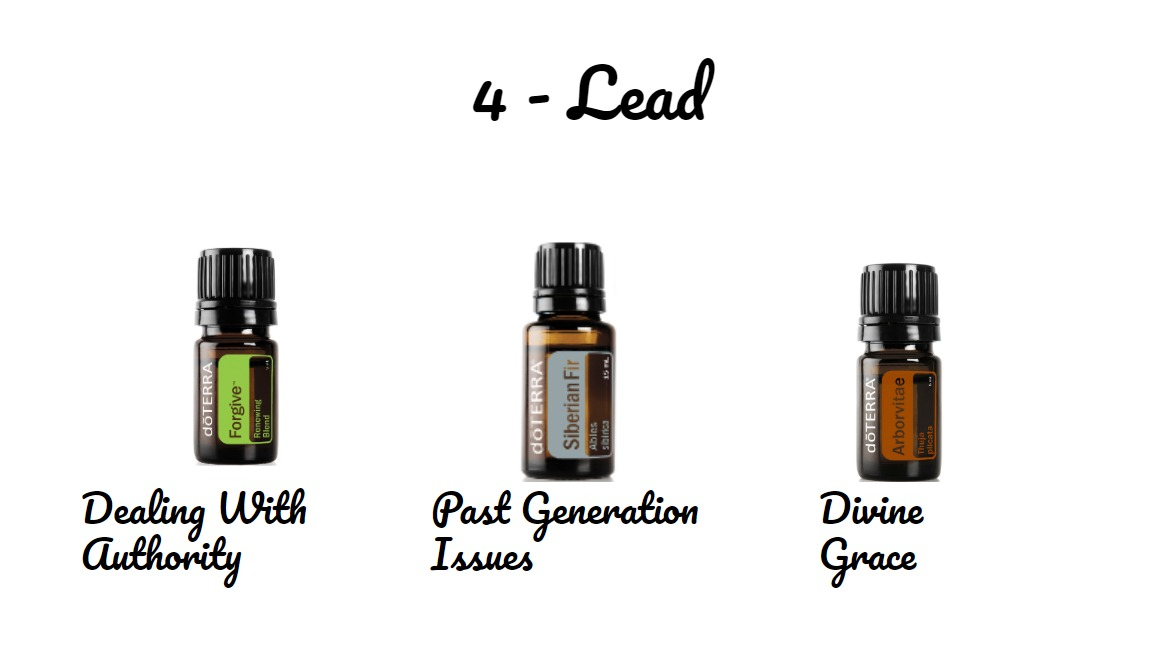 4 - Lead
dōTERRA
Forgive™
Renewing
Blend
dōTERRA
Siberian Fir
Abies
sibirica
15 mL
dōTERRA
Arborvitae
Thuja
plicata
Dealing With
Authority
Past Generation
Issues
Divine
Grace